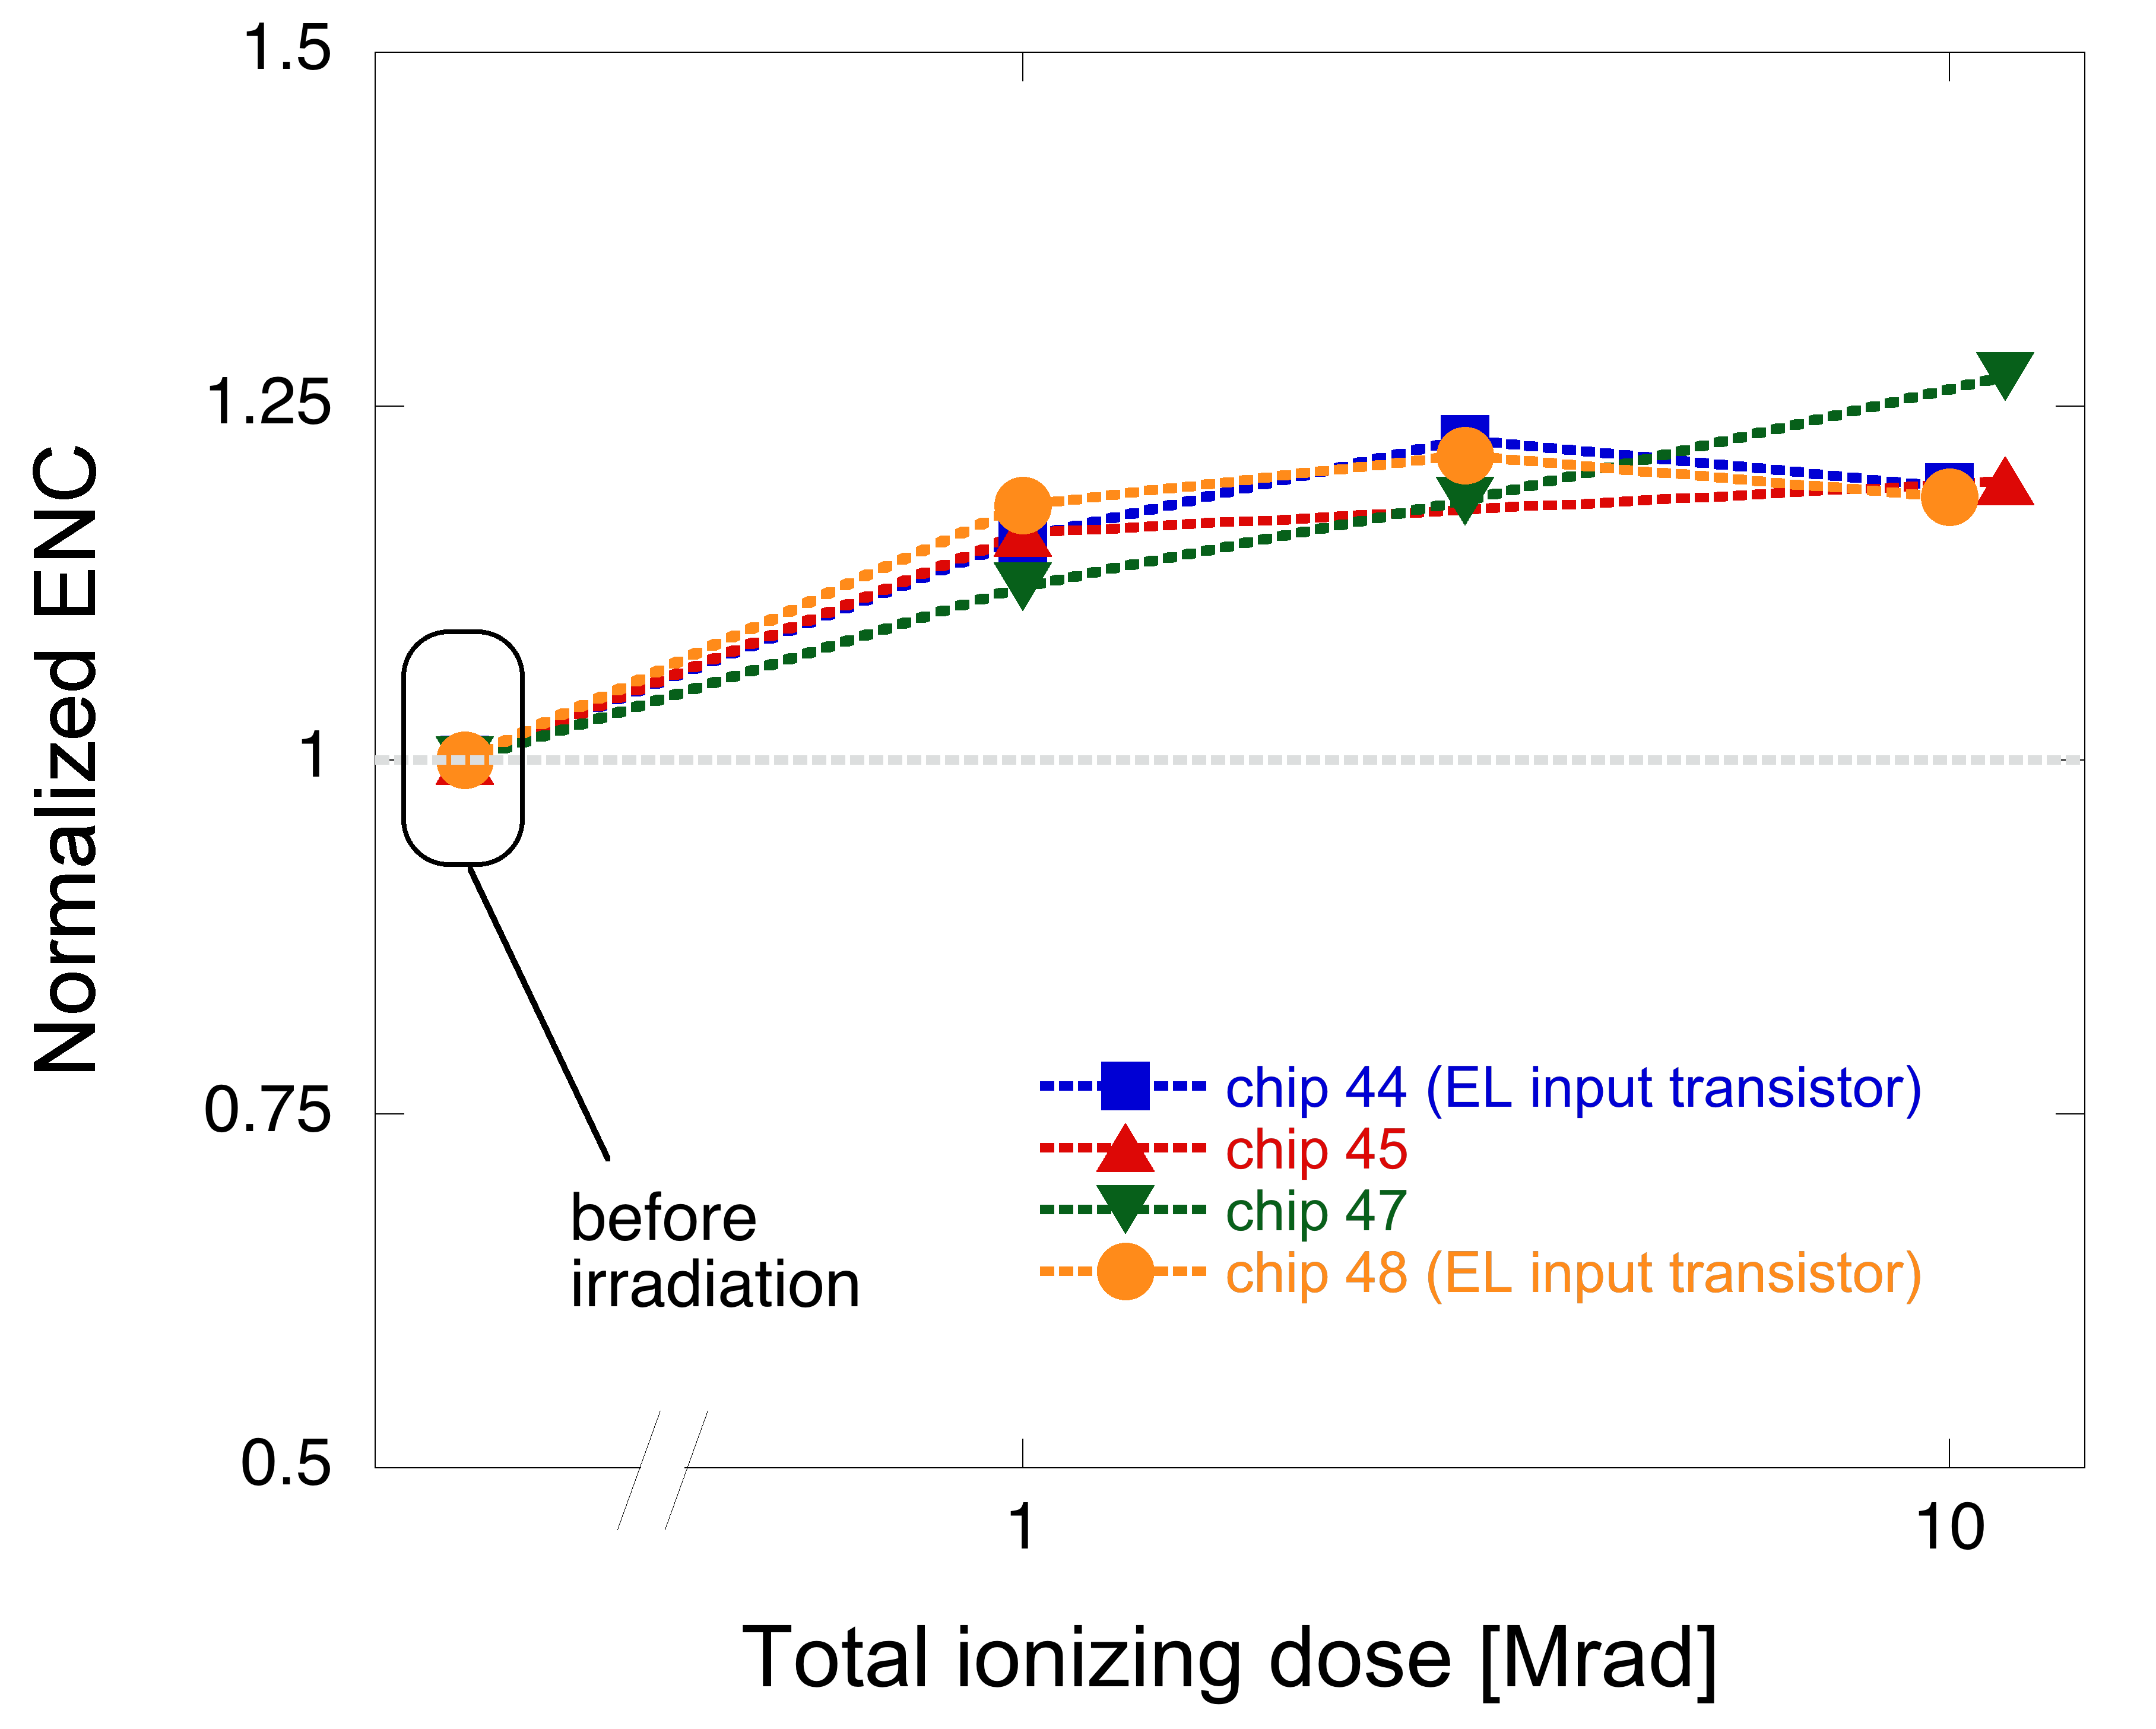 1.5
1.25
1
0.75
0.5
Normalized ENC
before
irradiation
chip 44 (EL input transistor)
chip 45
chip 47
chip 48 (EL input transistor)
1
10
Total ionizing dose [Mrad]